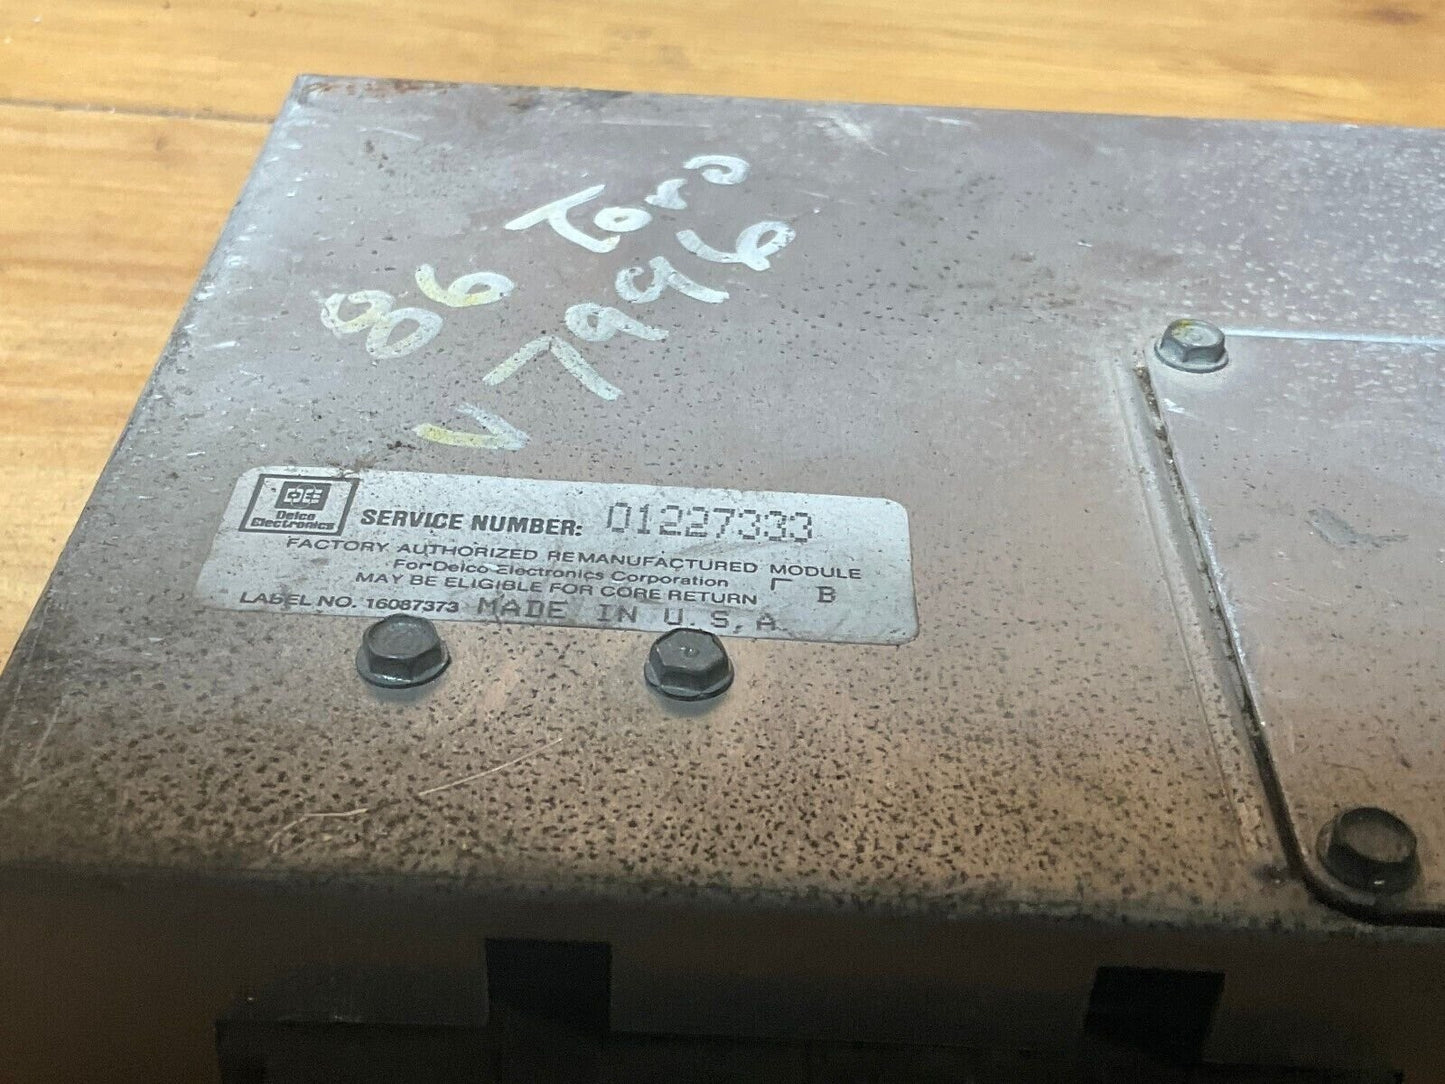 86 Toro
V7996
Delco
Electronics
SERVICE NUMBER: 01227333
FACTORY AUTHORIZED REMANUFACTURED MODULE
For Delco Electronics Corporation
MAY BE ELIGIBLE FOR CORE RETURN
B
LABEL NO. 16087373 MADE IN U.S.A